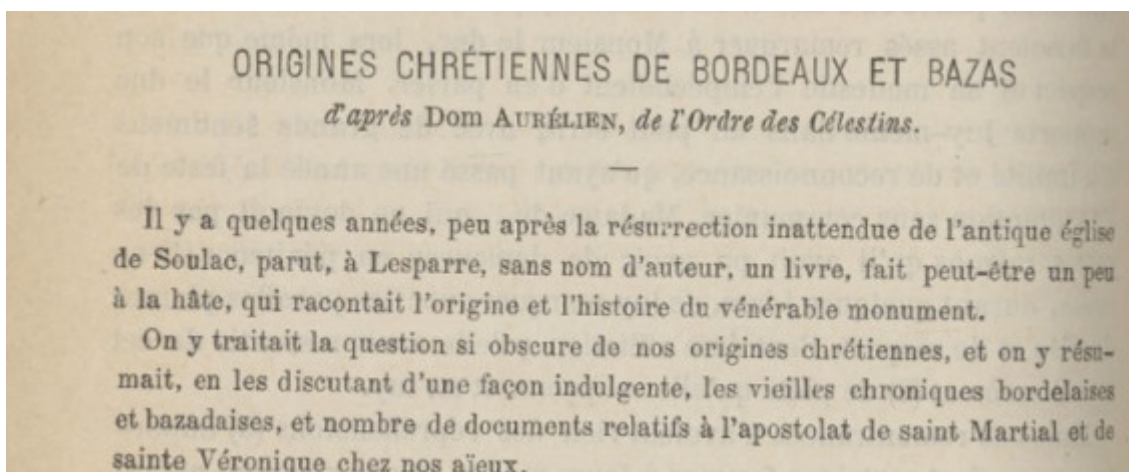 ORIGINES CHRÉTIENNES DE BORDEAUX ET BAZAS
d'après Dom AURÉLIEN, de l'Ordre des Célestins.
Il y a quelques années, peu après la résurrection inattendue de l'antique église
de Soulac, parut, à Lesparre, sans nom d'auteur, un livre, fait peut-être un peu
à la hâte, qui racontait l'origine et l'histoire du vénérable monument.
On y traitait la question si obscure de nos origines chrétiennes, et on y résu-
mait, en les discutant d'une façon indulgente, les vieilles chroniques bordelaises
et bazadaises, et nombre de documents relatifs à l'apostolat de saint Martial et de
sainte Véronique chez nos aïeux.